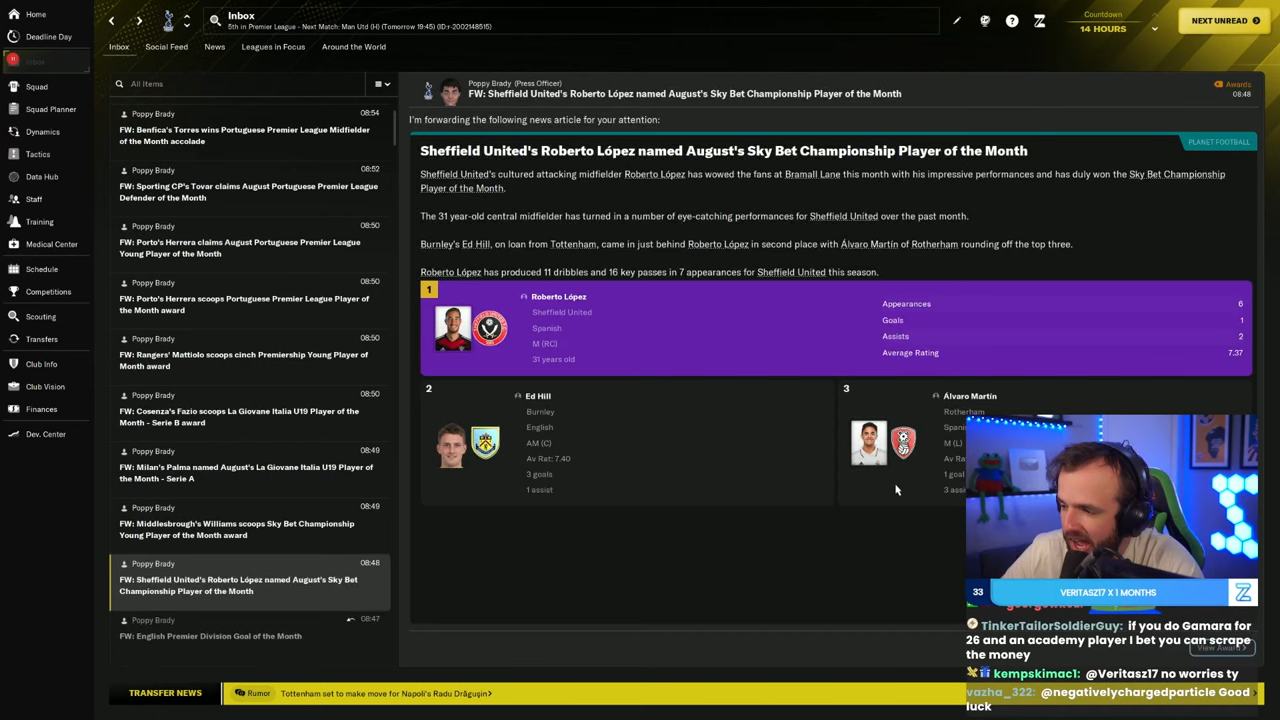 Home
Deadline Day
11
Inbox
Squad
Squad Planner
Dynamics
Tactics
Data Hub
Staff
Training
Medical Center
Schedule
Competitions
Scouting
Transfers
Club Info
Club Vision
Finances
Dev. Center
Inbox
5th in Premier League - Next Match: Man Utd (H) (Tomorrow 19:45) (ID:r-2002148515)
Countdown
14 HOURS
NEXT UNREAD
Inbox
Social Feed
News
Leagues in Focus
Around the World
All Items
Poppy Brady
08:54
FW: Benfica's Torres wins Portuguese Premier League Midfielder
of the Month accolade
Poppy Brady
08:52
FW: Sporting CP's Tovar claims August Portuguese Premier League
Defender of the Month
Poppy Brady
08:50
FW: Porto's Herrera claims August Portuguese Premier League
Young Player of the Month
Poppy Brady
08:50
FW: Porto's Herrera scoops Portuguese Premier League Player of
the Month award
Poppy Brady
08:50
FW: Rangers' Mattiolo scoops cinch Premiership Young Player of
Month award
Poppy Brady
08:50
FW: Cosenza's Fazio scoops La Giovane Italia U19 Player of the
Month - Serie B award
Poppy Brady
08:49
FW: Milan's Palma named August's La Giovane Italia U19 Player of
the Month - Serie A
Poppy Brady
08:49
FW: Middlesbrough's Williams scoops Sky Bet Championship
Young Player of the Month award
Poppy Brady
08:48
FW: Sheffield United's Roberto López named August's Sky Bet
Championship Player of the Month
Poppy Brady
08:47
FW: English Premier Division Goal of the Month
Poppy Brady (Press Officer)
FW: Sheffield United's Roberto López named August's Sky Bet Championship Player of the Month
Awards
08:48
I'm forwarding the following news article for your attention:
PLANET FOOTBALL
Sheffield United's Roberto López named August's Sky Bet Championship Player of the Month
Sheffield United's cultured attacking midfielder Roberto López has wowed the fans at Bramall Lane this month with his impressive performances and has duly won the Sky Bet Championship
Player of the Month.
The 31 year-old central midfielder has turned in a number of eye-catching performances for Sheffield United over the past month.
Burnley's Ed Hill, on loan from Tottenham, came in just behind Roberto López in second place with Álvaro Martín of Rotherham rounding off the top three.
Roberto López has produced 11 dribbles and 16 key passes in 7 appearances for Sheffield United this season.
1
Roberto López
Sheffield United
Spanish
M (RC)
31 years old
Appearances 6
Goals 1
Assists 2
Average Rating 7.37
2
Ed Hill
Burnley
English
AM (C)
Av Rat: 7.40
3 goals
1 assist
3
Álvaro Martín
Rotherham
Spani
M (L)
Av Ra
1 goal
3 assi
33
VERITASZ17 X 1 MONTHS
TinkerTailorSoldierGuy: if you do Gamara for
26 and an academy player I bet you can scrape
the money
View Award
kempskimac1: @Veritasz17 no worries ty
vazha_322: @negativelychargedparticle Good
luck
TRANSFER NEWS
Rumor
Tottenham set to make move for Napoli's Radu Drăguşin>